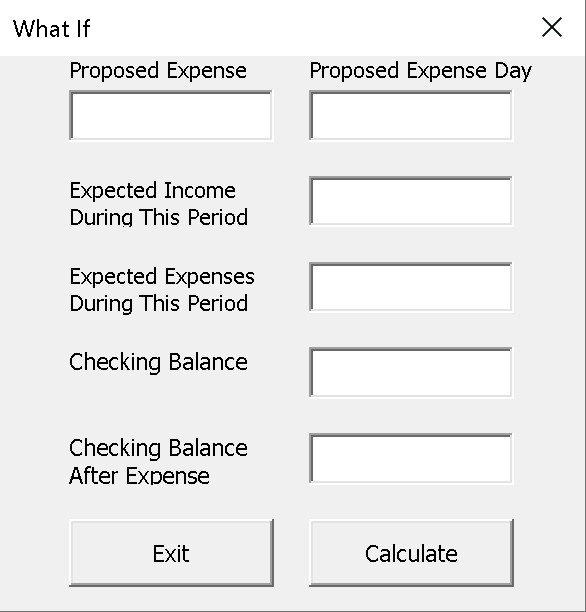 What If
Proposed Expense
Proposed Expense Day
Expected Income
During This Period
Expected Expenses
During This Period
Checking Balance
Checking Balance
After Expense
Exit
Calculate